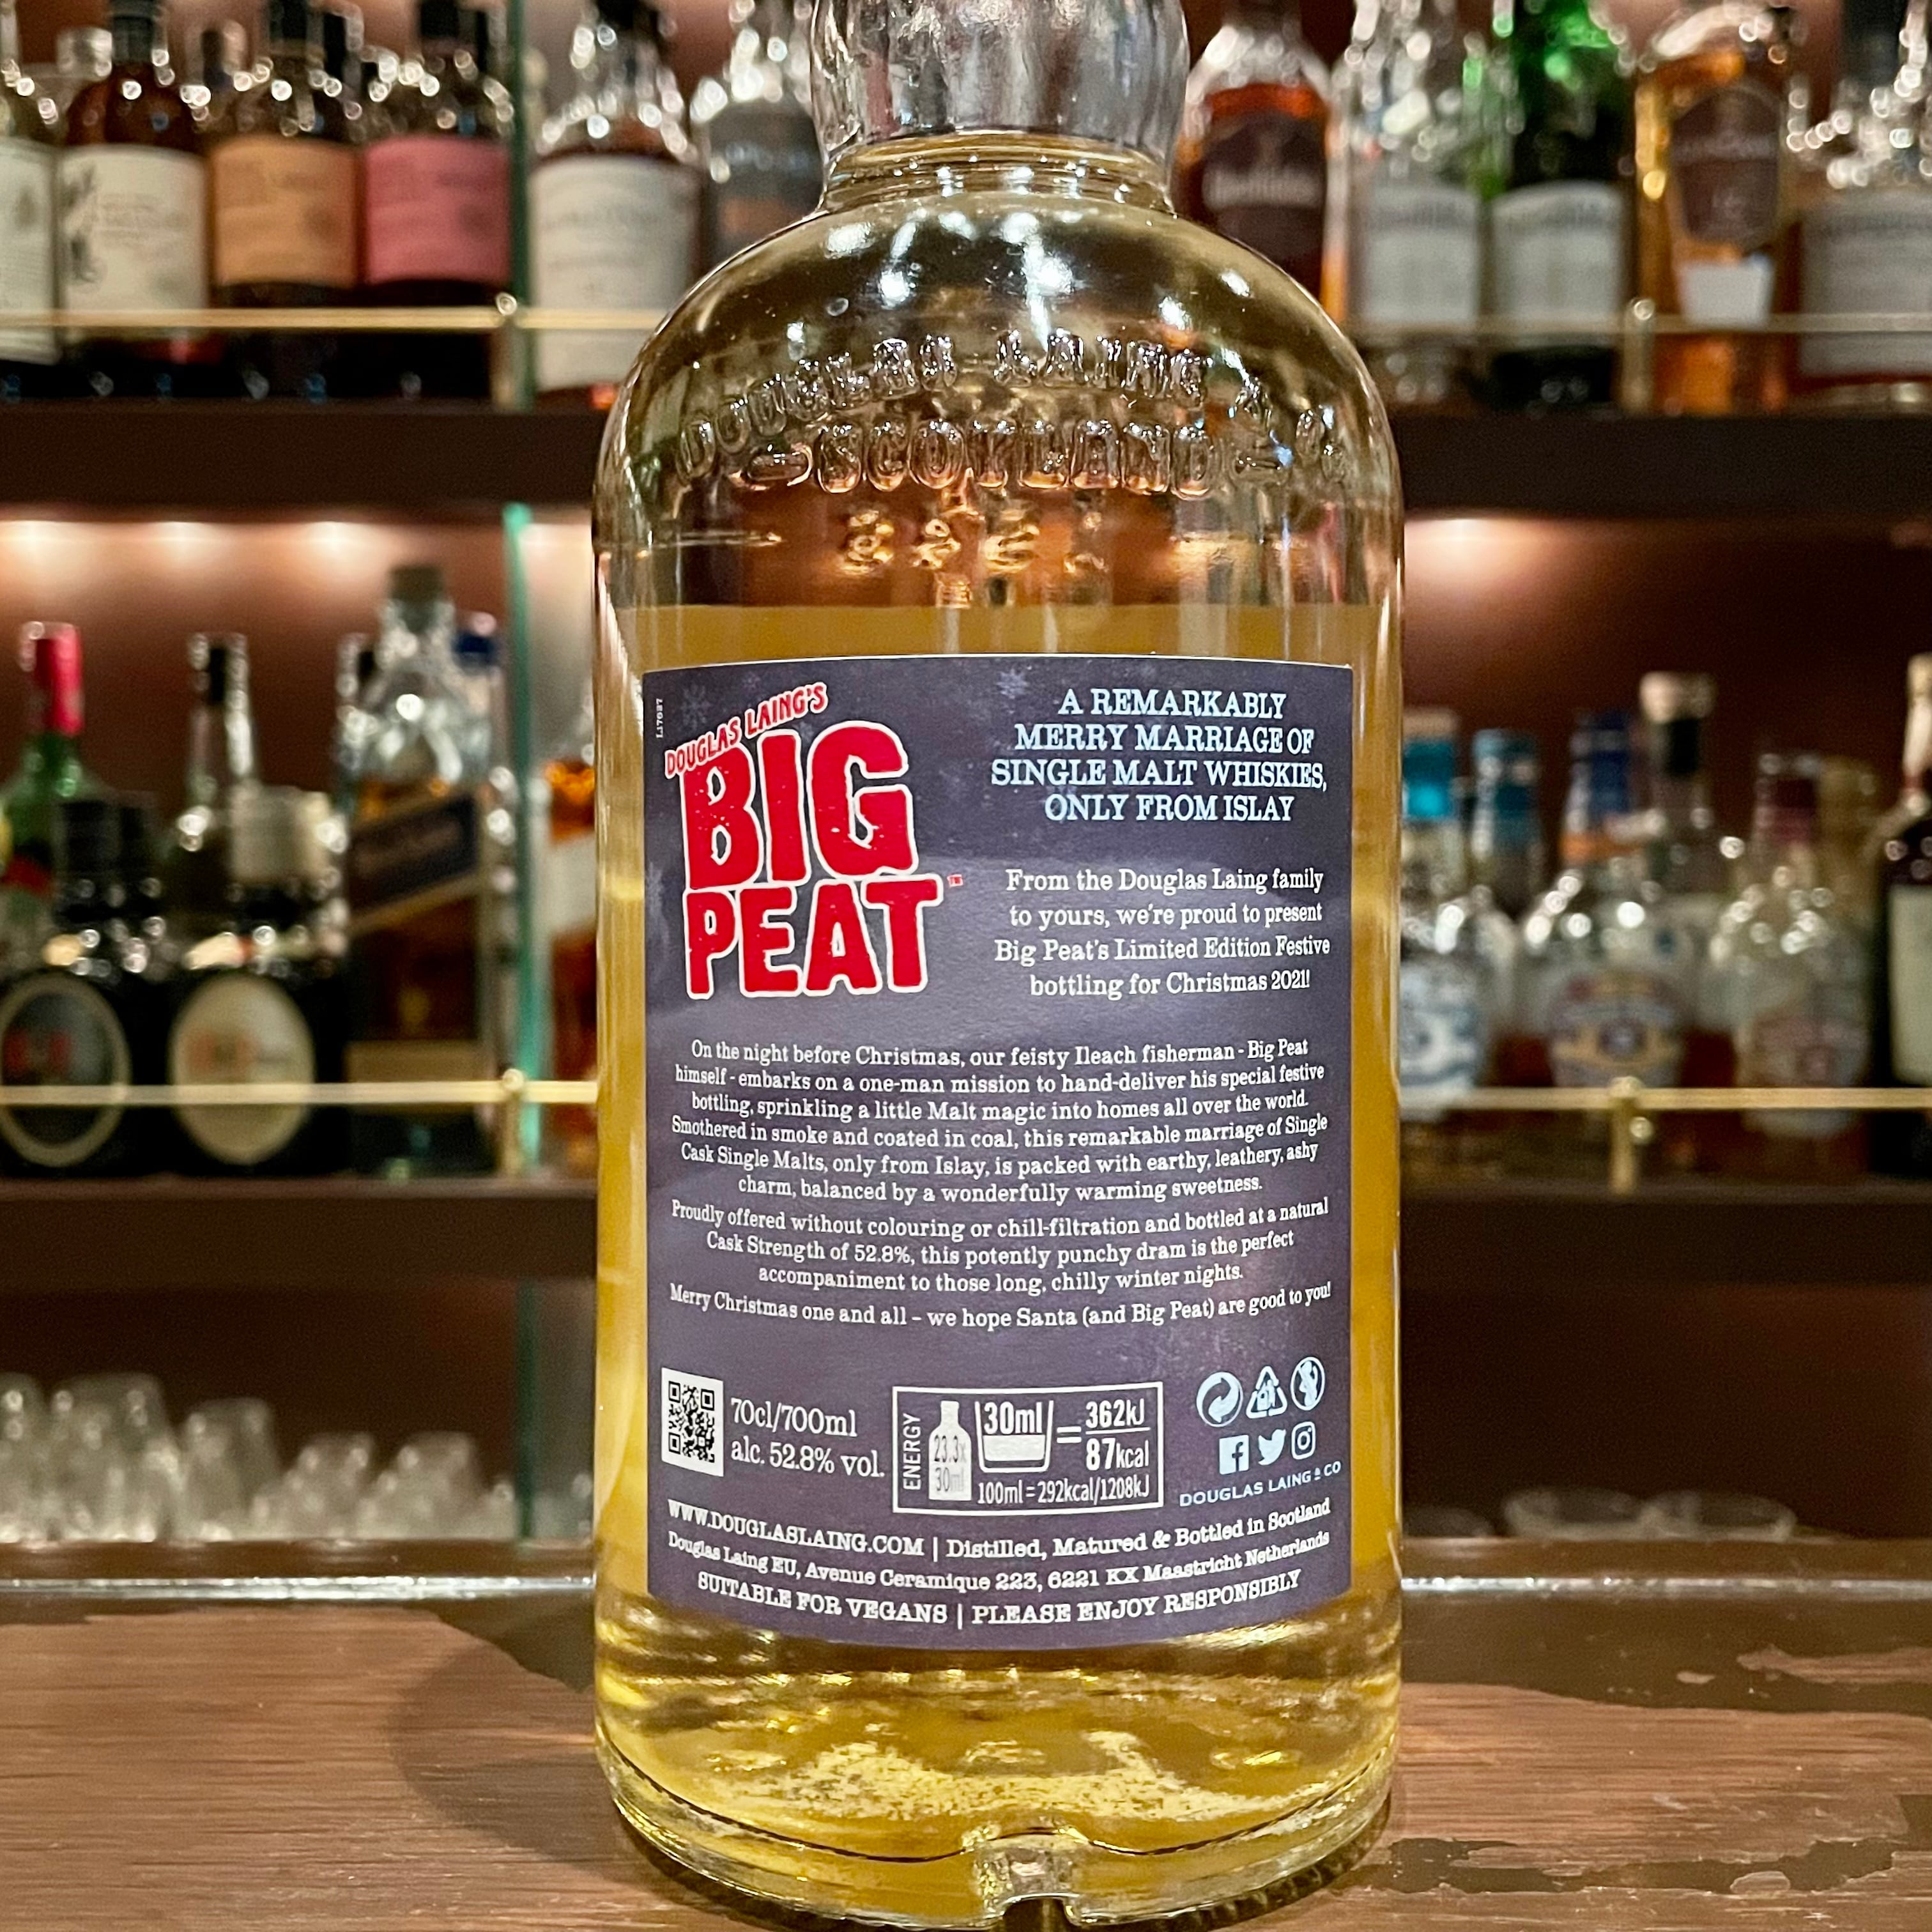 DOUGLAS LAING & Co
SCOTLAND
L17027
DOUGLAS LAING'S
BIG
PEAT™
A REMARKABLY
MERRY MARRIAGE OF
SINGLE MALT WHISKIES,
ONLY FROM ISLAY
From the Douglas Laing family
to yours, we're proud to present
Big Peat's Limited Edition Festive
bottling for Christmas 2021!
On the night before Christmas, our feisty Ileach fisherman - Big Peat
himself - embarks on a one-man mission to hand-deliver his special festive
bottling, sprinkling a little Malt magic into homes all over the world.
Smothered in smoke and coated in coal, this remarkable marriage of Single
Cask Single Malts, only from Islay, is packed with earthy, leathery, ashy
charm, balanced by a wonderfully warming sweetness.
Proudly offered without colouring or chill-filtration and bottled at a natural
Cask Strength of 52.8%, this potently punchy dram is the perfect
accompaniment to those long, chilly winter nights.
Merry Christmas one and all – we hope Santa (and Big Peat) are good to you!
70cl/700ml
alc. 52.8% vol.
ENERGY
23.3x
30ml
30ml = 362kJ
87kcal
100ml = 292kcal/1208kJ
DOUGLAS LAING & CO
WWW.DOUGLASLAING.COM | Distilled, Matured & Bottled in Scotland
Douglas Laing EU, Avenue Ceramique 223, 6221 KX Maastricht Netherlands
SUITABLE FOR VEGANS | PLEASE ENJOY RESPONSIBLY